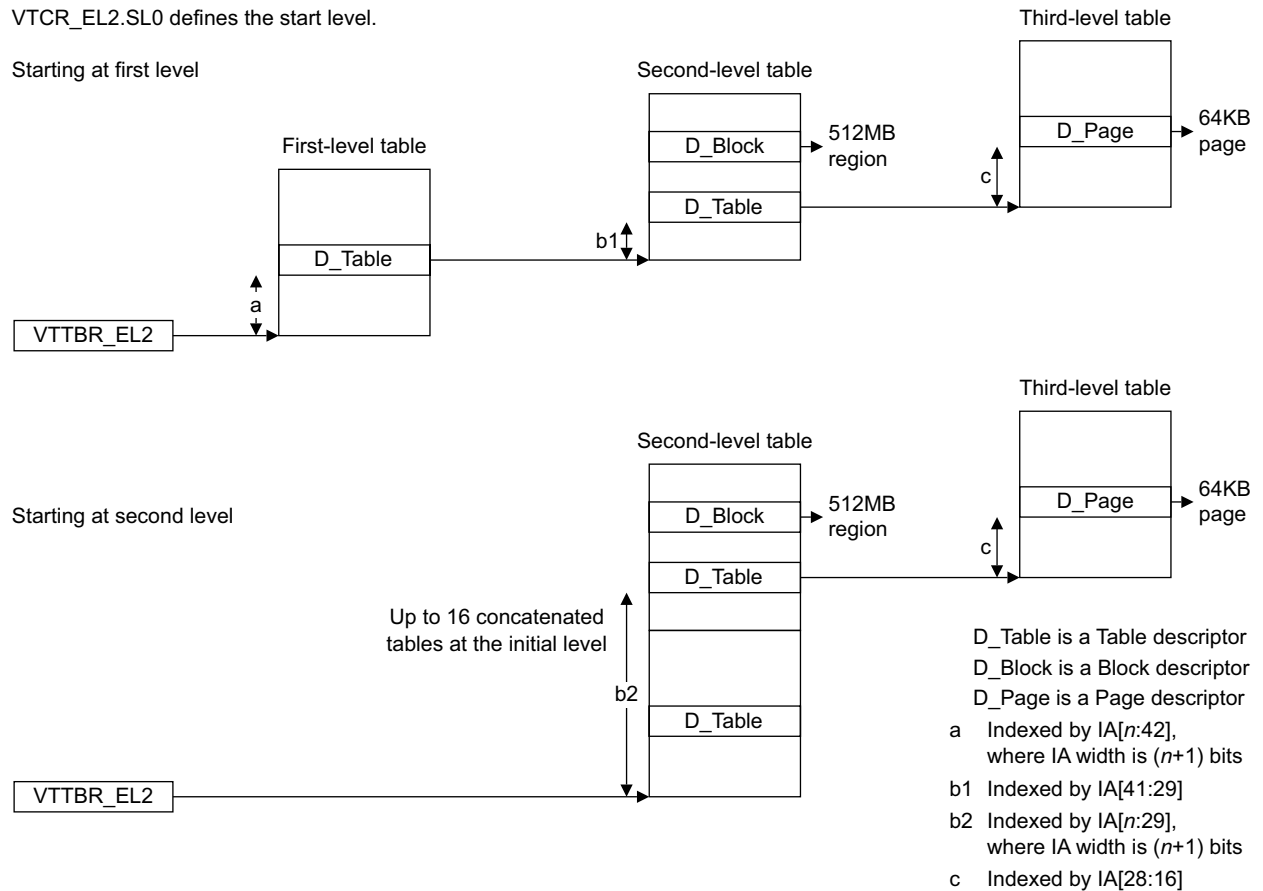 VTCR_EL2.SL0 defines the start level.
Third-level table
Starting at first level
Second-level table
D_Block
512MB
region
D_Page
64KB
page
First-level table
c
D_Table
b1
D_Table
a
VTTBR_EL2
Third-level table
Second-level table
Starting at second level
D_Block
512MB
region
D_Page
64KB
page
c
D_Table
Up to 16 concatenated
tables at the initial level
b2
D_Table
VTTBR_EL2
D_Table is a Table descriptor
D_Block is a Block descriptor
D_Page is a Page descriptor
a Indexed by IA[n:42],
where IA width is (n+1) bits
b1 Indexed by IA[41:29]
b2 Indexed by IA[n:29],
where IA width is (n+1) bits
c Indexed by IA[28:16]